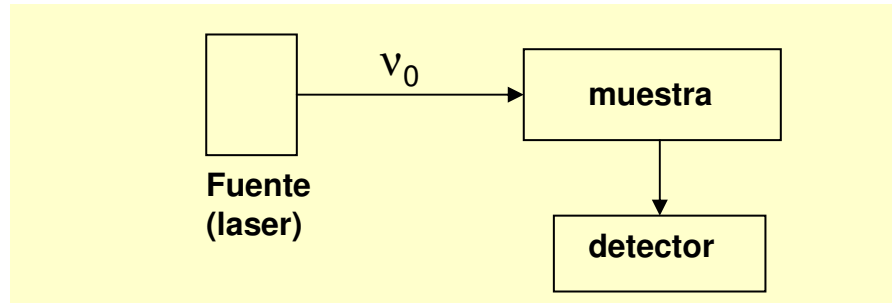 ν0
muestra
Fuente
(laser)
detector